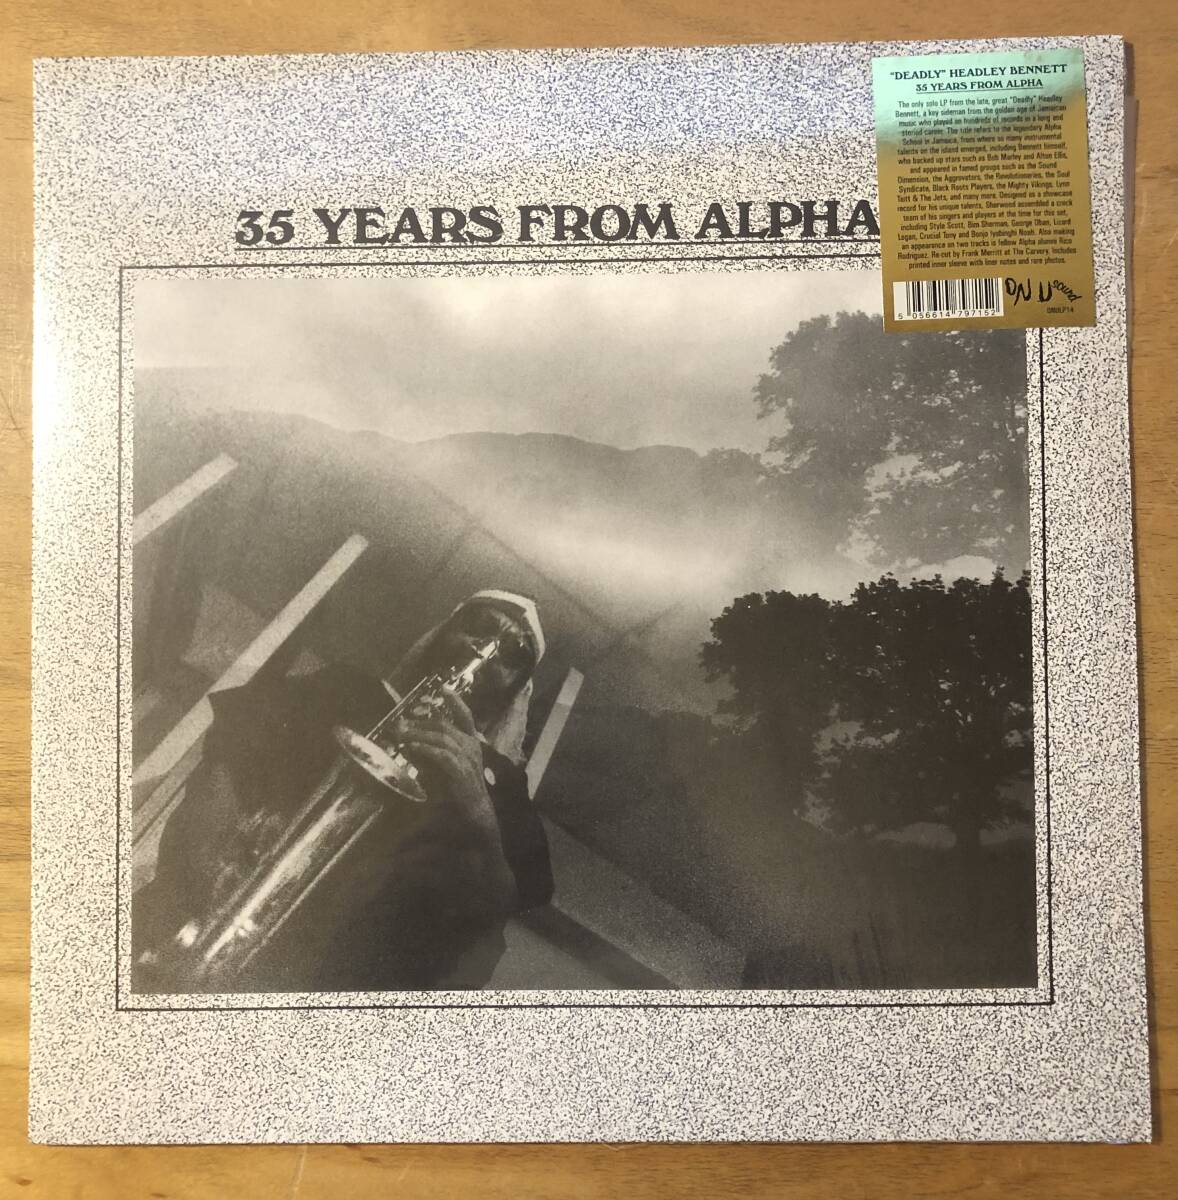 35 YEARS FROM ALPHA
"DEADLY" HEADLEY BENNETT
35 YEARS FROM ALPHA
The only solo LP from the late, great "Deadly" Headley
Bennett, a key sideman from the golden age of Jamaican
music who played on hundreds of records in a long and
storied career. The title refers to the legendary Alpha
School in Jamaica, from where so many instrumental
talents on the island emerged, including Bennett himself,
who backed up stars such as Bob Marley and Alton Ellis,
and appeared in famed groups such as the Sound
Dimension, the Aggrovators, the Revolutionaries, the Soul
Syndicate, Black Roots Players, the Mighty Vikings, Lynn
Taitt & The Jets, and many more. Designed as a showcase
record for his unique talents, Sherwood assembled a crack
team of his singers and players at the time for this set,
including Style Scott, Bim Sherman, George Oban, Lizard
Logan, Crucial Tony and Bonjo Iyabinghi Noah. Also making
an appearance on two tracks is fellow Alpha alumni Rico
Rodriguez. Re-cut by Frank Merritt at The Carvery. Includes
printed inner sleeve with liner notes and rare photos.
5 056614 797152
ON U sound
ONULP14